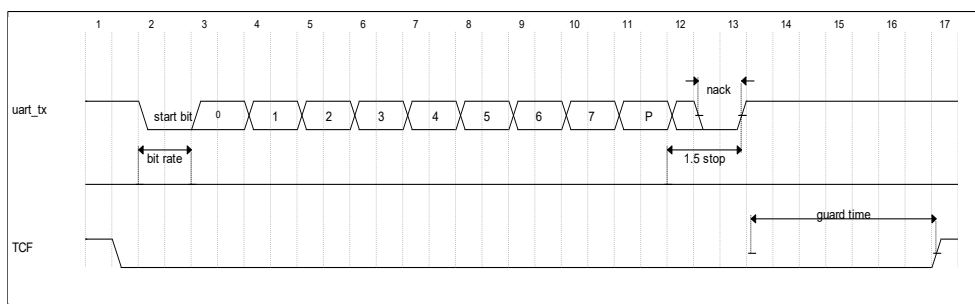 1 2 3 4 5 6 7 8 9 10 11 12 13 14 15 16 17
nack
uart_tx start bit 0 1 2 3 4 5 6 7 P
bit rate 1.5 stop
guard time
TCF